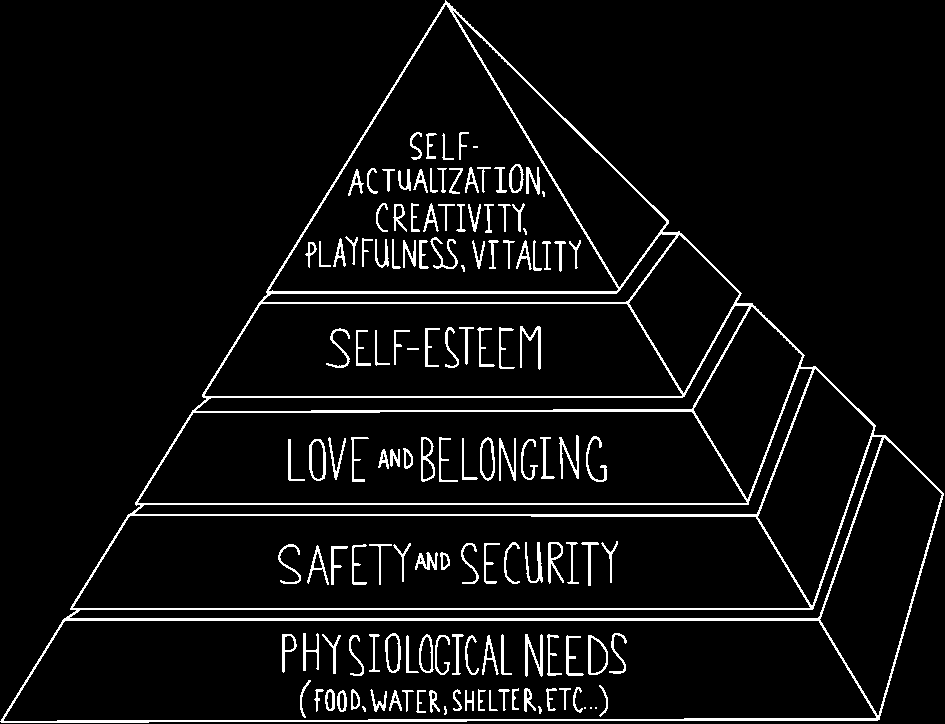 SELF-
ACTUALIZATION,
CREATIVITY,
PLAYFULNESS, VITALITY
SELF-ESTEEM
LOVE AND BELONGING
SAFETY AND SECURITY
PHYSIOLOGICAL NEEDS
(FOOD, WATER, SHELTER, ETC...)